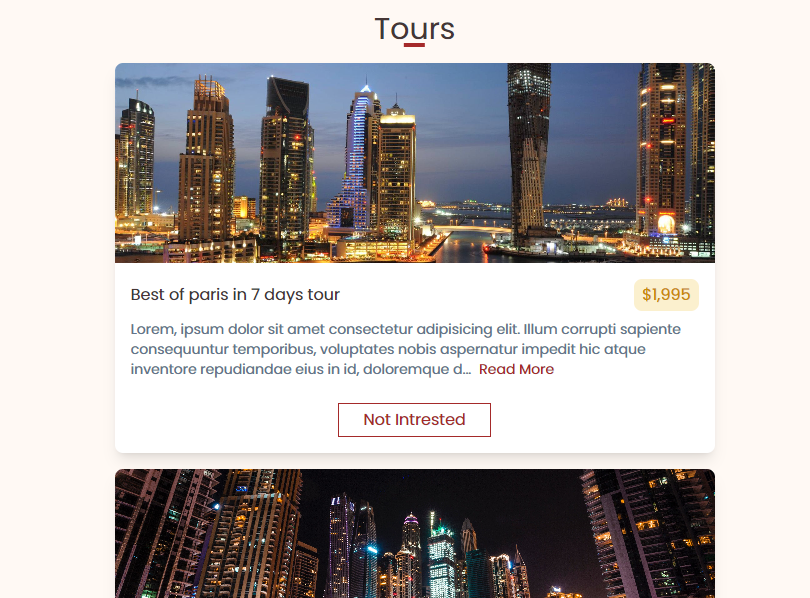 Tours
Best of paris in 7 days tour
$1,995
Lorem, ipsum dolor sit amet consectetur adipisicing elit. Illum corrupti sapiente
consequuntur temporibus, voluptates nobis aspernatur impedit hic atque
inventore repudiandae eius in id, doloremque d... Read More
Not Intrested